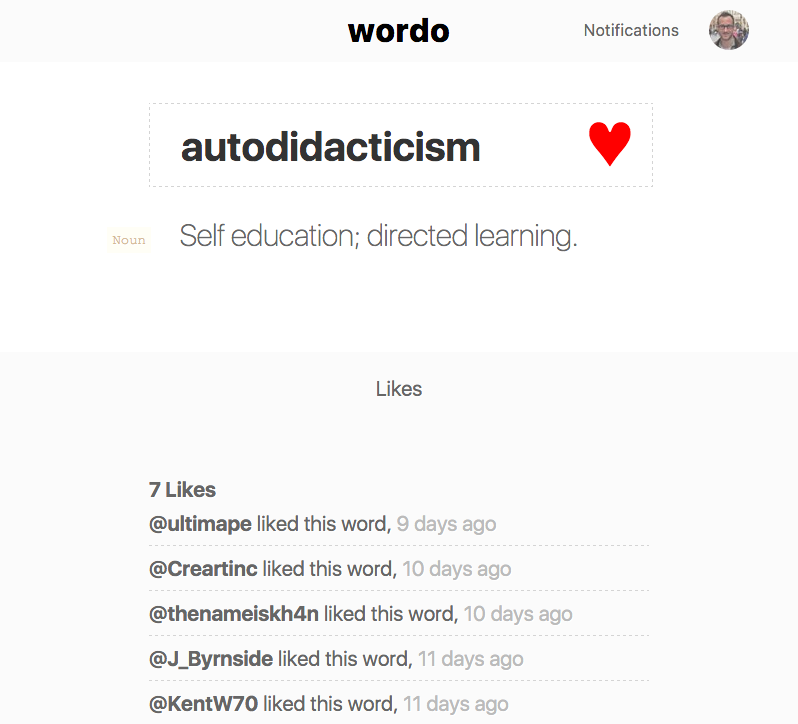 wordo
Notifications
autodidacticism
Noun
Self education; directed learning.
Likes
7 Likes
@ultimape liked this word, 9 days ago
@Creartinc liked this word, 10 days ago
@thenameiskh4n liked this word, 10 days ago
@J_Byrnside liked this word, 11 days ago
@KentW70 liked this word, 11 days ago